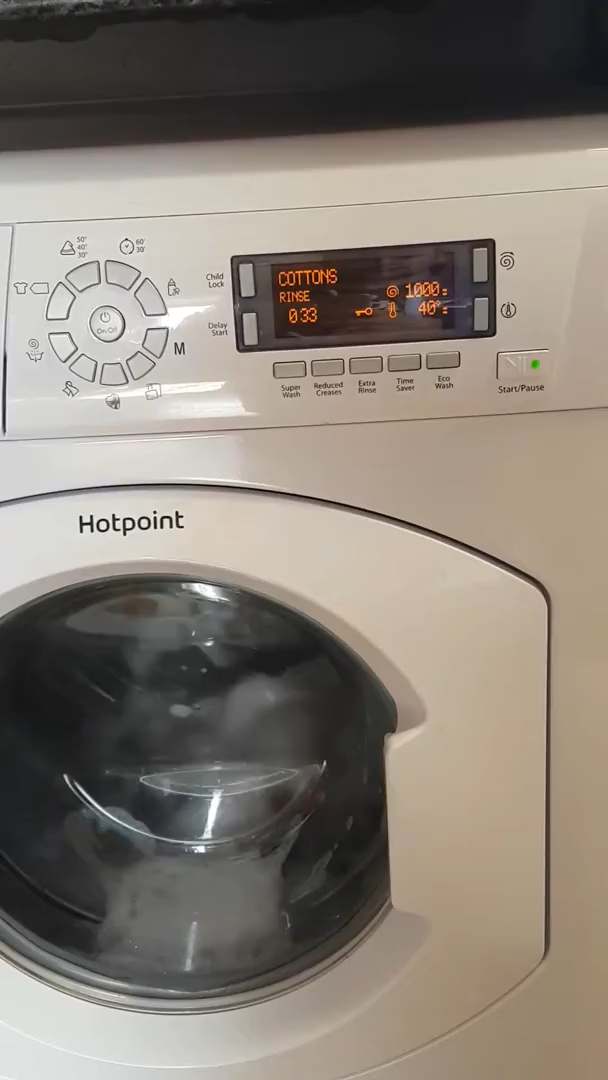 50°
40°
30°
60'
30'
On/Off
M
Child
Lock
Delay
Start
COTTONS
RINSE
0:33
1000
40°
Super
Wash
Reduced
Creases
Extra
Rinse
Time
Saver
Eco
Wash
Start/Pause
Hotpoint